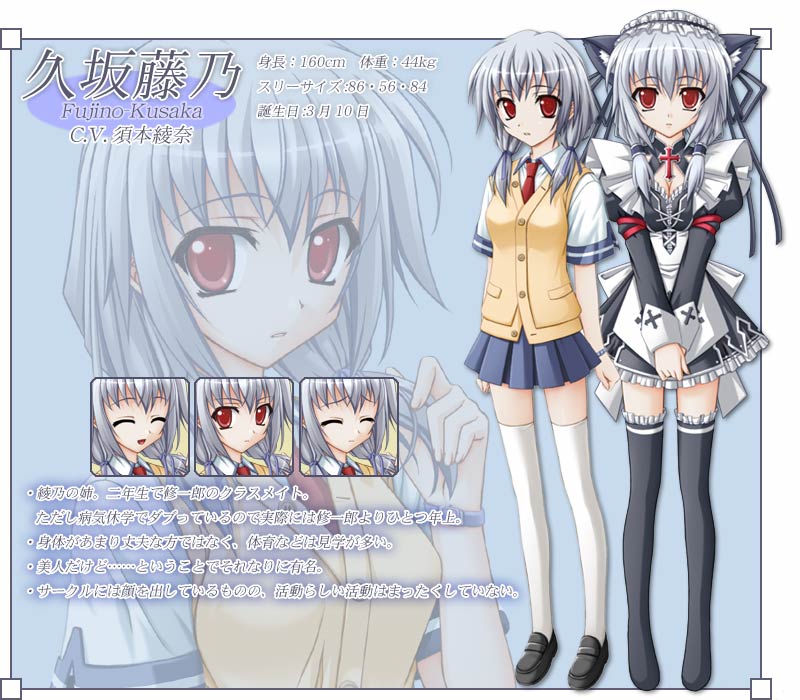 久坂藤乃
Fujino Kusaka
C.V. 須本綾奈
身長：160cm　体重：44kg
スリーサイズ:86・56・84
誕生日:3月10日
・綾乃の姉。二年生で修一郎のクラスメイト。
ただし病気休学でダブっているので実際には修一郎よりひとつ年上。
・身体があまり丈夫な方ではなく、体育などは見学が多い。
・美人だけど……ということでそれなりに有名。
・サークルには顔を出しているものの、活動らしい活動はまったくしていない。